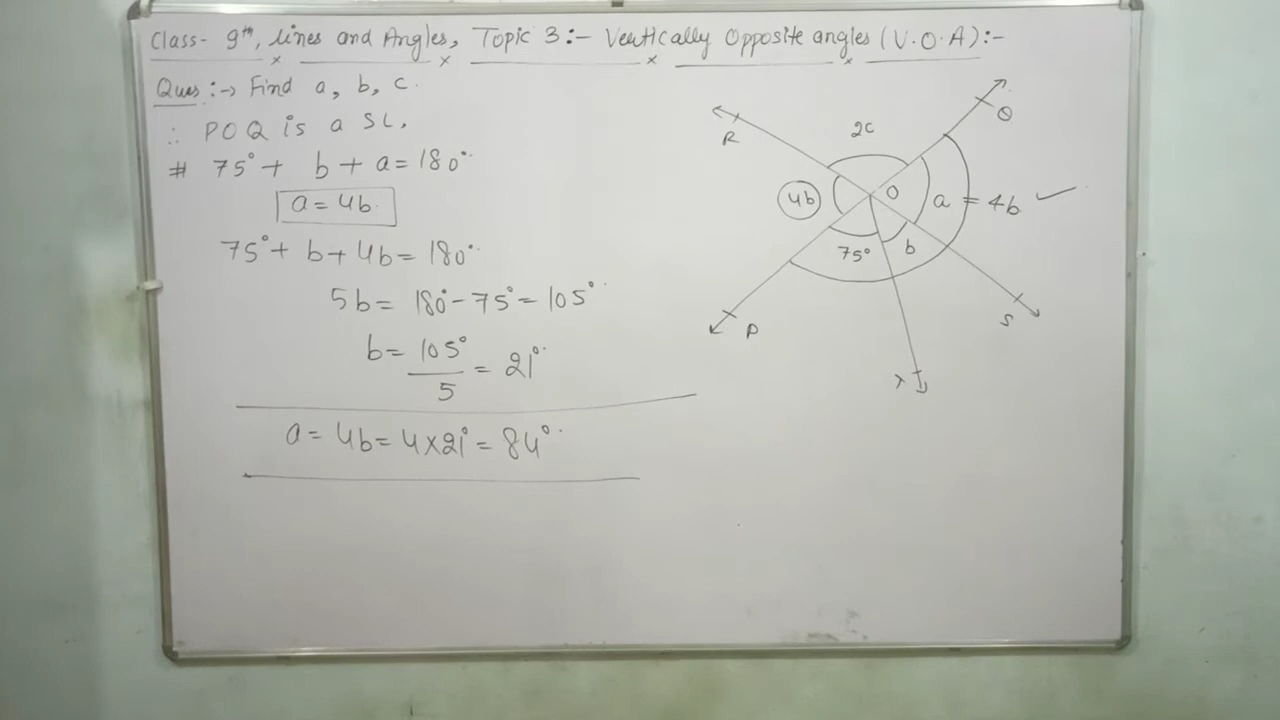 Class- 9th, lines and Angles, Topic 3:- Vertically Opposite angles (V.O.A):-
Ques:-> Find a, b, c.
∴ POQ is a SL.
# 75° + b + a = 180°
a = 4b
75° + b + 4b = 180°
5b = 180° - 75° = 105°
b = 105° / 5 = 21°
a = 4b = 4 × 21° = 84°
R
2c
Q
4b
O
a = 4b ✓
75°
b
P
S